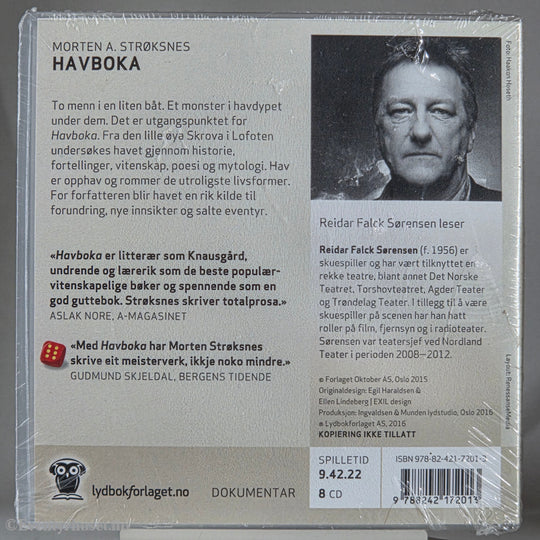 MORTEN A. STRØKSNES
HAVBOKA
To menn i en liten båt. Et monster i havdypet
under dem. Det er utgangspunktet for
Havboka. Fra den lille øya Skrova i Lofoten
undersøkes havet gjennom historie,
fortellinger, vitenskap, poesi og mytologi. Hav
er opphav og rommer de utroligste livsformer.
For forfatteren blir havet en rik kilde til
forundring, nye innsikter og salte eventyr.
«Havboka er litterær som Knausgård,
undrende og lærerik som de beste populær-
vitenskapelige bøker og spennende som en
god guttebok. Strøksnes skriver totalprosa.»
ASLAK NORE, A-MAGASINET
«Med Havboka har Morten Strøksnes
skrive eit meisterverk, ikkje noko mindre.»
GUDMUND SKJELDAL, BERGENS TIDENDE
lydbokforlaget.no
DOKUMENTAR
Foto: Haakon Hoseth
Reidar Falck Sørensen leser
Reidar Falck Sørensen (f. 1956) er
skuespiller og har vært tilknyttet en
rekke teatre, blant annet Det Norske
Teatret, Torshovteatret, Agder Teater
og Trøndelag Teater. I tillegg til å være
skuespiller på scenen har han hatt
roller på film, fjernsyn og i radioteater.
Sørensen var teatersjef ved Nordland
Teater i perioden 2008–2012.
© Forlaget Oktober AS, Oslo 2015
Originaldesign: Egil Haraldsen &
Ellen Lindeberg | EXIL design
Produksjon: Ingvaldsen & Munden lydstudio, Oslo 2016
℗ Lydbokforlaget AS, 2016
KOPIERING IKKE TILLATT
Layout: RenessanseMedia
SPILLETID
9.42.22
8 CD
ISBN 978-82-421-7201-3
9 788242 172013